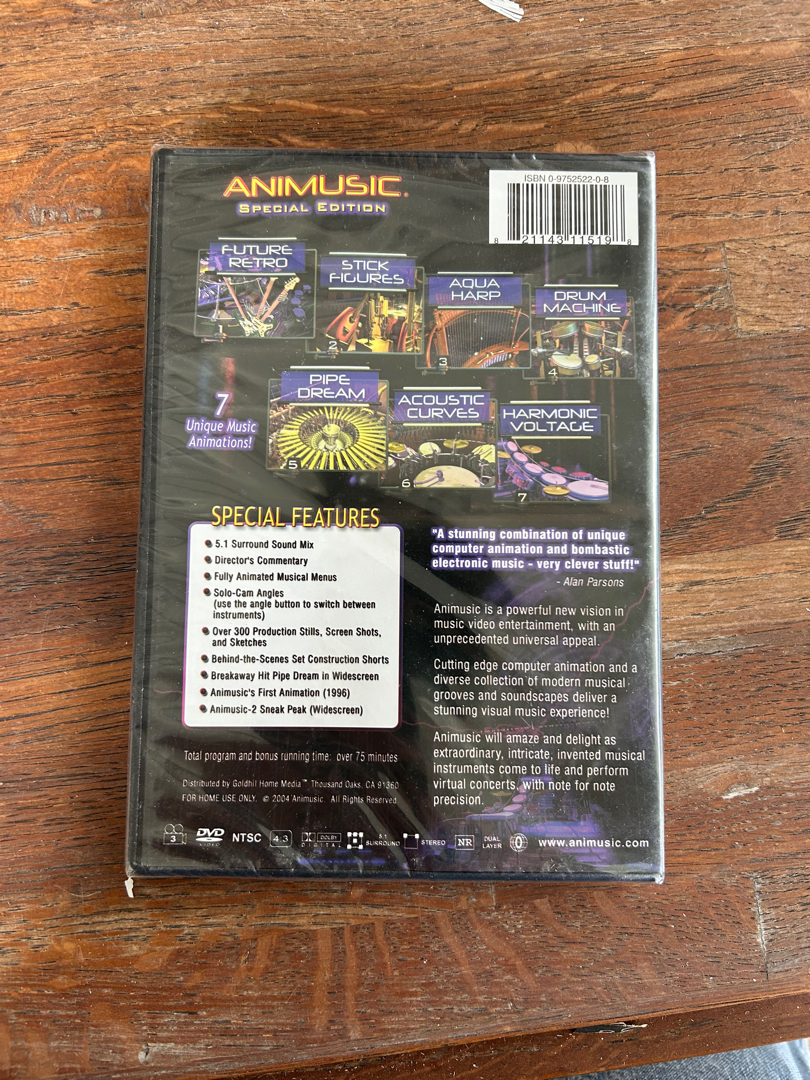 ANIMUSIC®
SPECIAL EDITION
ISBN 0-9752522-0-8
8 21143 11519 8
FUTURE
RETRO
STICK
FIGURES
2
AQUA
HARP
3
DRUM
MACHINE
4
7
Unique Music
Animations!
PIPE
DREAM
5
ACOUSTIC
CURVES
6
HARMONIC
VOLTAGE
7
SPECIAL FEATURES
5.1 Surround Sound Mix
Director's Commentary
Fully Animated Musical Menus
Solo-Cam Angles
(use the angle button to switch between
instruments)
Over 300 Production Stills, Screen Shots,
and Sketches
Behind-the-Scenes Set Construction Shorts
Breakaway Hit Pipe Dream in Widescreen
Animusic's First Animation (1996)
Animusic-2 Sneak Peak (Widescreen)
Total program and bonus running time: over 75 minutes
Distributed by Goldhil Home Media™ Thousand Oaks, CA 91360
FOR HOME USE ONLY. © 2004 Animusic. All Rights Reserved
"A stunning combination of unique
computer animation and bombastic
electronic music - very clever stuff!"
- Alan Parsons
Animusic is a powerful new vision in
music video entertainment, with an
unprecedented universal appeal.
Cutting edge computer animation and a
diverse collection of modern musical
grooves and soundscapes deliver a
stunning visual music experience!
Animusic will amaze and delight as
extraordinary, intricate, invented musical
instruments come to life and perform
virtual concerts, with note for note
precision.
3 DVD VIDEO NTSC 4:3 DOLBY DIGITAL 5.1 SURROUND STEREO NR DUAL LAYER 0 www.animusic.com